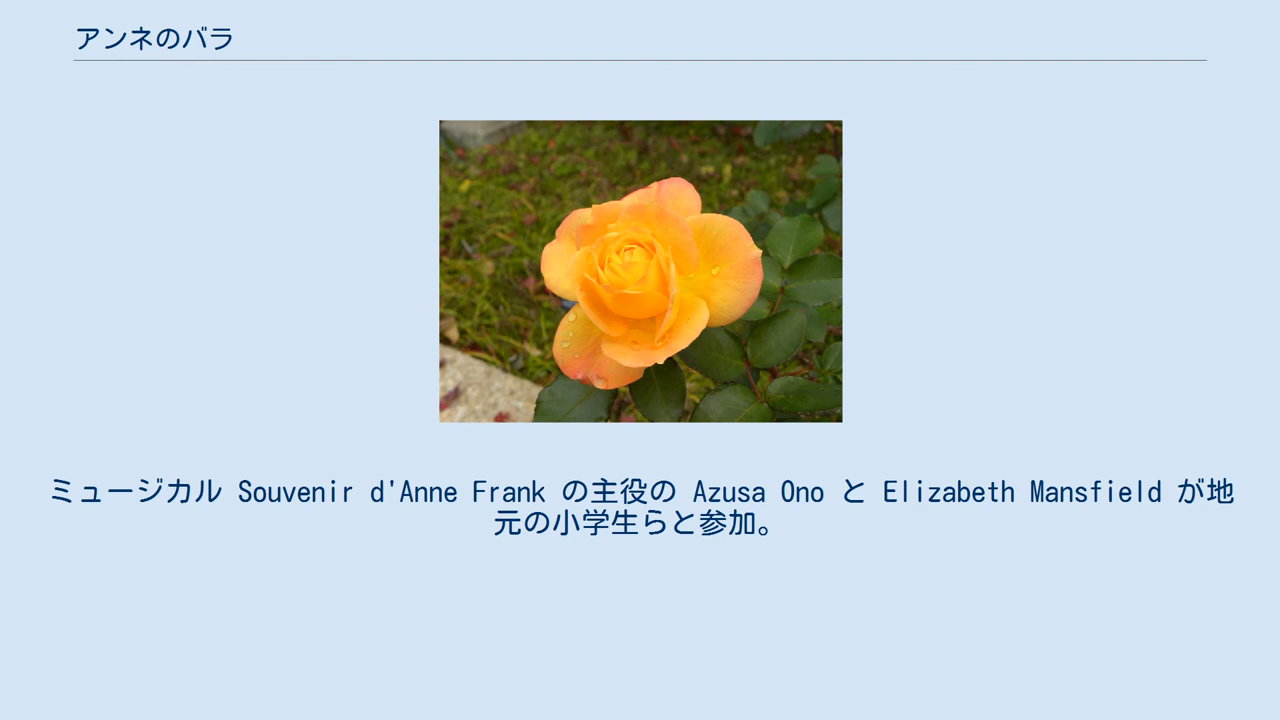 アンネのバラ
ミュージカル Souvenir d'Anne Frank の主役の Azusa Ono と Elizabeth Mansfield が地
元の小学生らと参加。